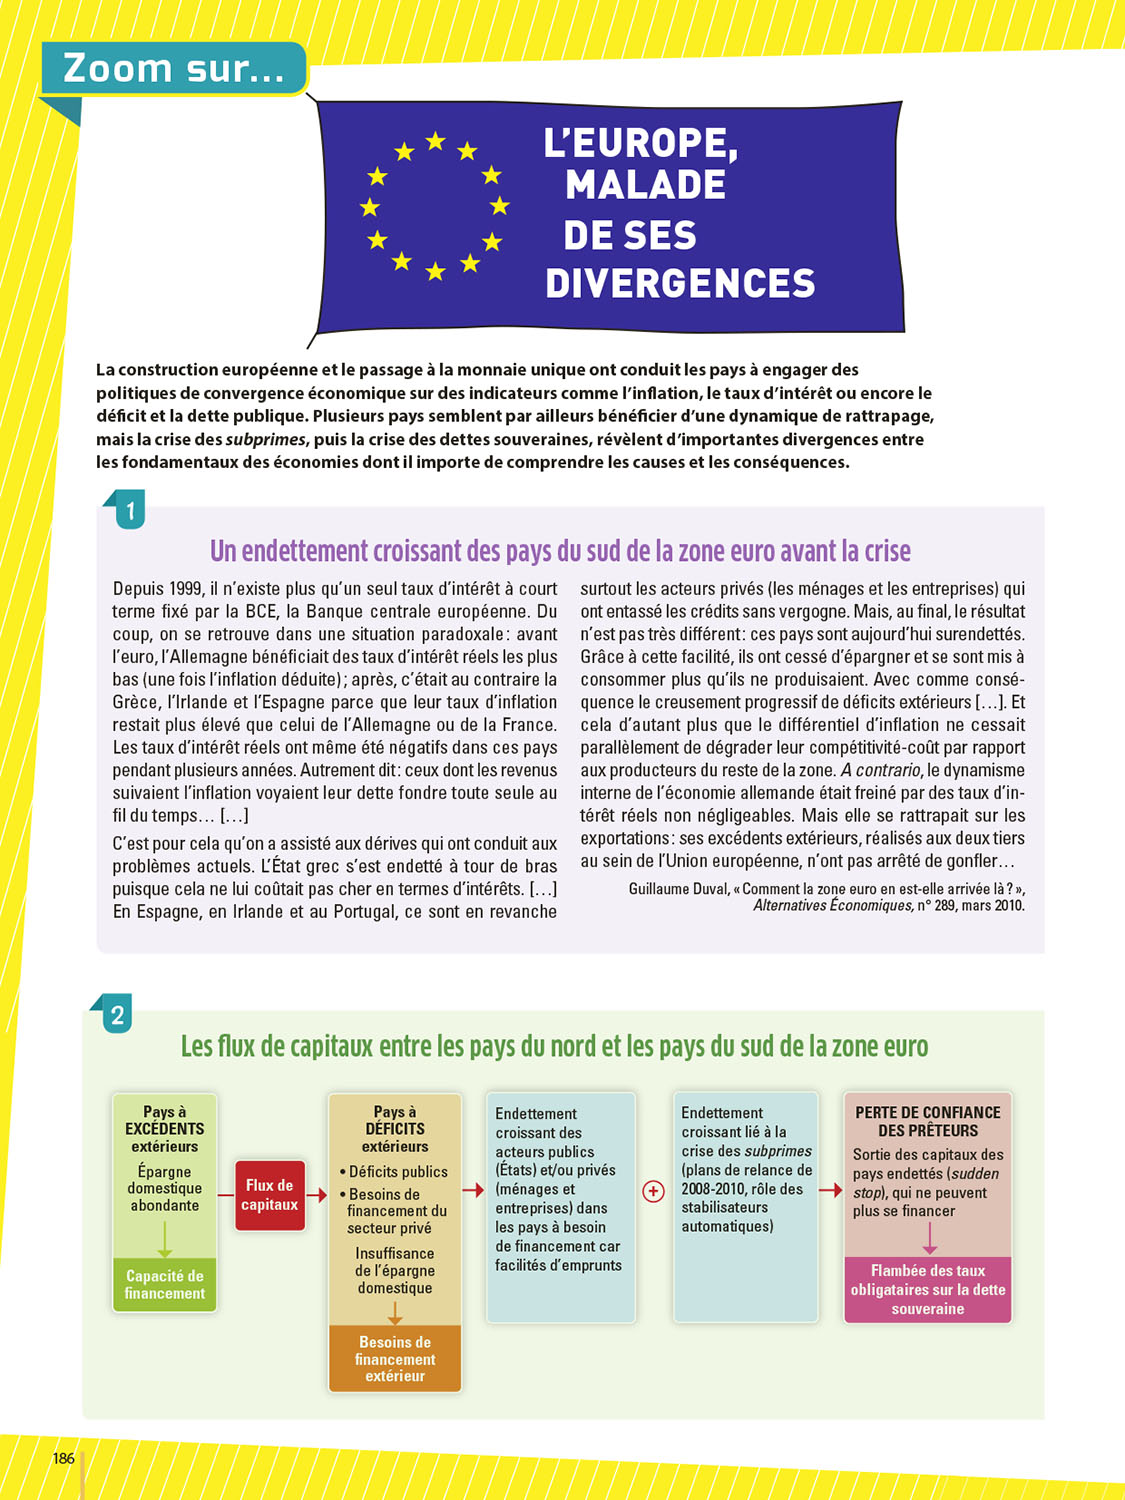 Zoom sur...
L'EUROPE,
MALADE
DE SES
DIVERGENCES
La construction européenne et le passage à la monnaie unique ont conduit les pays à engager des
politiques de convergence économique sur des indicateurs comme l'inflation, le taux d'intérêt ou encore le
déficit et la dette publique. Plusieurs pays semblent par ailleurs bénéficier d'une dynamique de rattrapage,
mais la crise des subprimes, puis la crise des dettes souveraines, révèlent d'importantes divergences entre
les fondamentaux des économies dont il importe de comprendre les causes et les conséquences.
1
Un endettement croissant des pays du sud de la zone euro avant la crise
Depuis 1999, il n'existe plus qu'un seul taux d'intérêt à court
terme fixé par la BCE, la Banque centrale européenne. Du
coup, on se retrouve dans une situation paradoxale : avant
l'euro, l'Allemagne bénéficiait des taux d'intérêt réels les plus
bas (une fois l'inflation déduite) ; après, c'était au contraire la
Grèce, l'Irlande et l'Espagne parce que leur taux d'inflation
restait plus élevé que celui de l'Allemagne ou de la France.
Les taux d'intérêt réels ont même été négatifs dans ces pays
pendant plusieurs années. Autrement dit : ceux dont les revenus
suivaient l'inflation voyaient leur dette fondre toute seule au
fil du temps... [...]
C'est pour cela qu'on a assisté aux dérives qui ont conduit aux
problèmes actuels. L'État grec s'est endetté à tour de bras
puisque cela ne lui coûtait pas cher en termes d'intérêts. [...]
En Espagne, en Irlande et au Portugal, ce sont en revanche
surtout les acteurs privés (les ménages et les entreprises) qui
ont entassé les crédits sans vergogne. Mais, au final, le résultat
n'est pas très différent : ces pays sont aujourd'hui surendettés.
Grâce à cette facilité, ils ont cessé d'épargner et se sont mis à
consommer plus qu'ils ne produisaient. Avec comme consé-
quence le creusement progressif de déficits extérieurs [...]. Et
cela d'autant plus que le différentiel d'inflation ne cessait
parallèlement de dégrader leur compétitivité-coût par rapport
aux producteurs du reste de la zone. A contrario, le dynamisme
interne de l'économie allemande était freiné par des taux d'in-
térêt réels non négligeables. Mais elle se rattrapait sur les
exportations : ses excédents extérieurs, réalisés aux deux tiers
au sein de l'Union européenne, n'ont pas arrêté de gonfler...
Guillaume Duval, « Comment la zone euro en est-elle arrivée là ? »,
Alternatives Économiques, n° 289, mars 2010.
2
Les flux de capitaux entre les pays du nord et les pays du sud de la zone euro
Pays à
EXCÉDENTS
extérieurs
Épargne
domestique
abondante
Capacité de
financement
Flux de
capitaux
Pays à
DÉFICITS
extérieurs
• Déficits publics
• Besoins de
financement du
secteur privé
Insuffisance
de l'épargne
domestique
Besoins de
financement
extérieur
Endettement
croissant des
acteurs publics
(États) et/ou privés
(ménages et
entreprises) dans
les pays à besoin
de financement car
facilités d'emprunts
+
Endettement
croissant lié à la
crise des subprimes
(plans de relance de
2008-2010, rôle des
stabilisateurs
automatiques)
PERTE DE CONFIANCE
DES PRÊTEURS
Sortie des capitaux des
pays endettés (sudden
stop), qui ne peuvent
plus se financer
Flambée des taux
obligataires sur la dette
souveraine
186